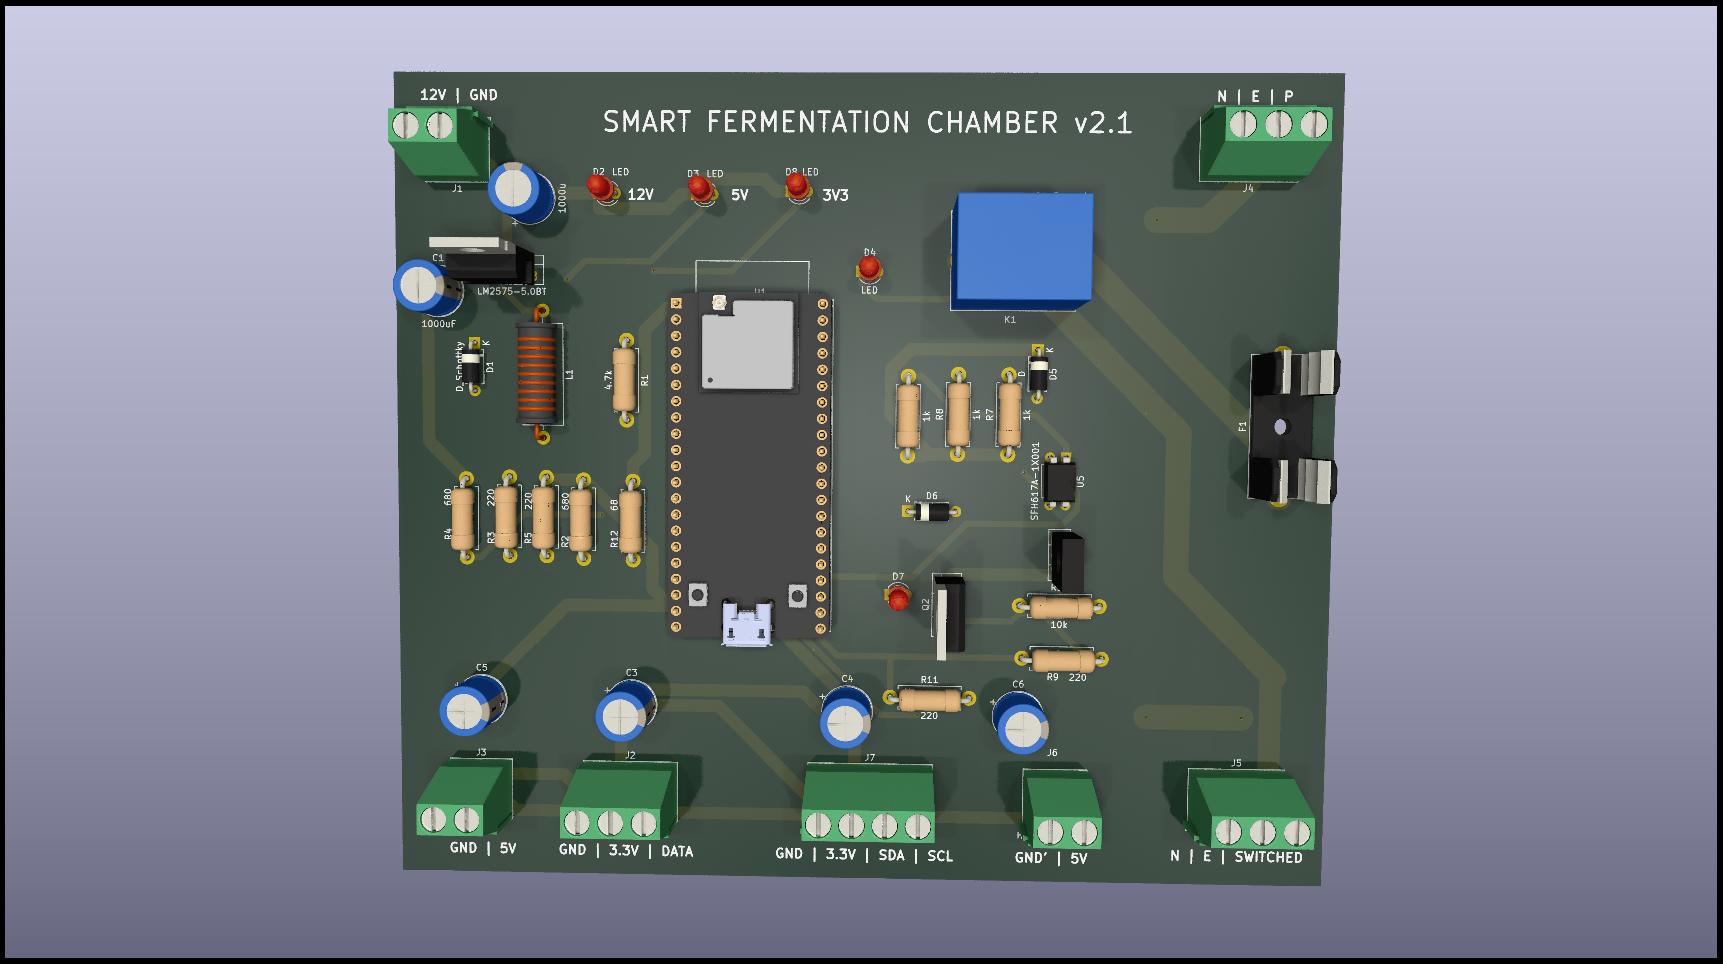 12V | GND
N | E | P
SMART FERMENTATION CHAMBER v2.1
J1
J4
D2 LED
D3 LED
D8 LED
12V
5V
3V3
1000u
C1
LM2575-5.0BT
1000uF
D4
LED
K1
K
D_Schottky
D1
L1
4.7k
R1
K
D
D5
1k
R8
1k
R7
1k
F1
SFH617A-1X001
U5
680
R4
220
R3
220
R5
680
R2
68
R12
K
D6
D7
Q2
10k
R9 220
R11
220
C5
C3
C4
C6
J3
J2
J7
J6
J5
GND | 5V
GND | 3.3V | DATA
GND | 3.3V | SDA | SCL
GND' | 5V
N | E | SWITCHED